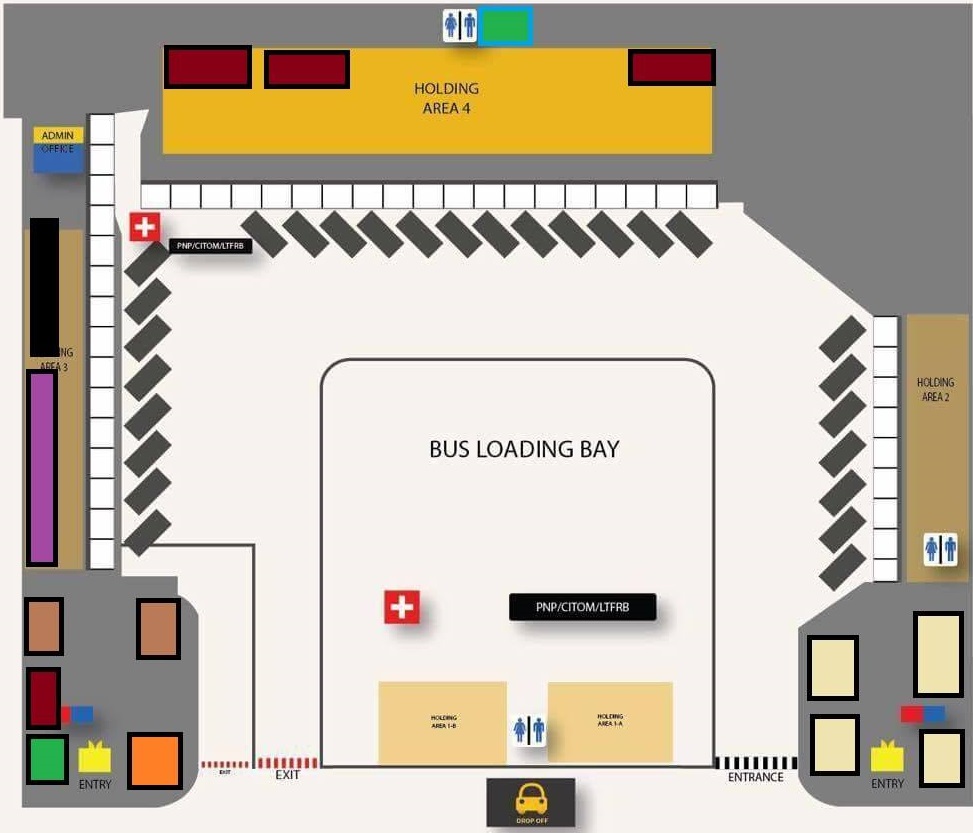 HOLDING
AREA 4
ADMIN
OFFICE
PNP/CITOM/LTFRB
NG
AREA 3
HOLDING
AREA 2
BUS LOADING BAY
PNP/CITOM/LTFRB
HOLDING
AREA 1-B
HOLDING
AREA 1-A
ENTRY
EXIT
EXIT
ENTRANCE
ENTRY
DROP OFF